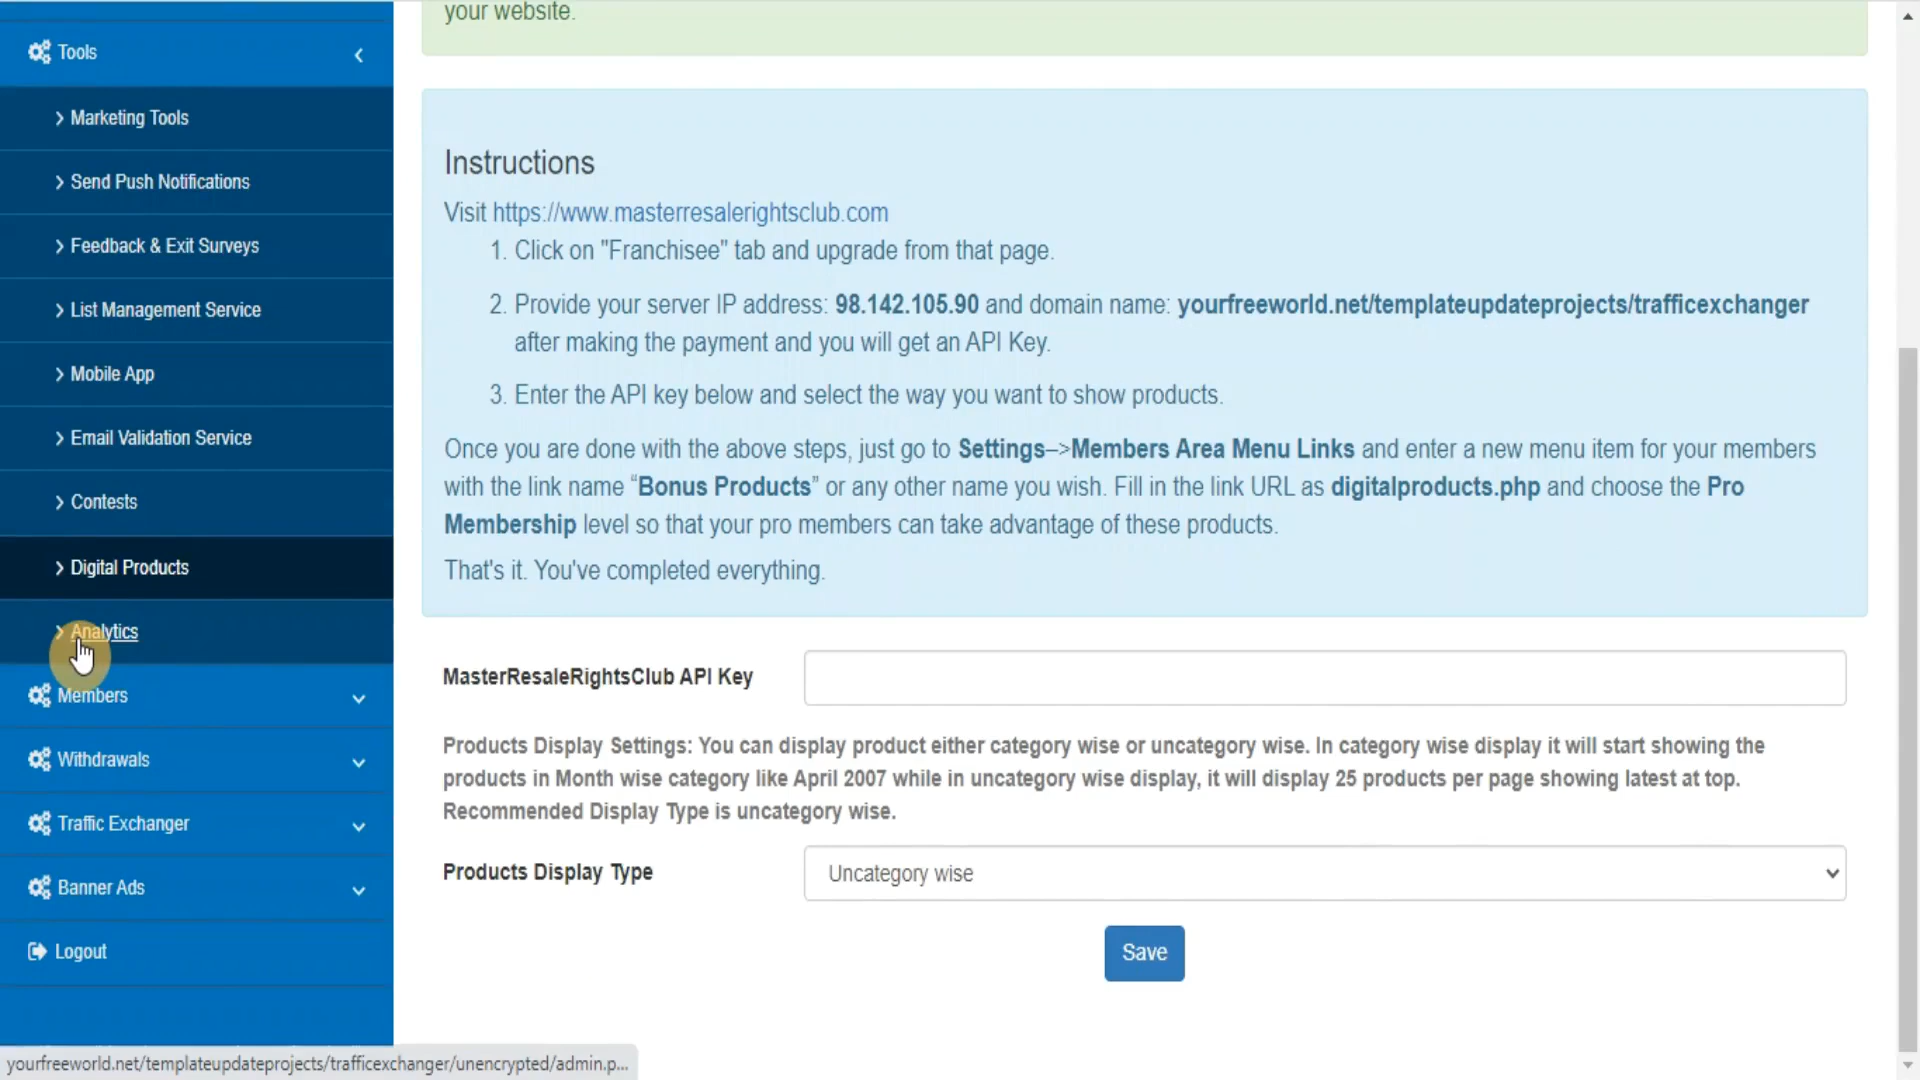 your website.
Tools
Marketing Tools
Send Push Notifications
Feedback & Exit Surveys
List Management Service
Mobile App
Email Validation Service
Contests
Digital Products
Analytics
Members
Withdrawals
Traffic Exchanger
Banner Ads
Logout
Instructions
Visit https://www.masterresalerightsclub.com
1. Click on "Franchisee" tab and upgrade from that page.
2. Provide your server IP address: 98.142.105.90 and domain name: yourfreeworld.net/templateupdateprojects/trafficexchanger
after making the payment and you will get an API Key.
3. Enter the API key below and select the way you want to show products.
Once you are done with the above steps, just go to Settings–>Members Area Menu Links and enter a new menu item for your members
with the link name “Bonus Products” or any other name you wish. Fill in the link URL as digitalproducts.php and choose the Pro
Membership level so that your pro members can take advantage of these products.
That's it. You've completed everything.
MasterResaleRightsClub API Key
Products Display Settings: You can display product either category wise or uncategory wise. In category wise display it will start showing the
products in Month wise category like April 2007 while in uncategory wise display, it will display 25 products per page showing latest at top.
Recommended Display Type is uncategory wise.
Products Display Type
Uncategory wise
Save
yourfreeworld.net/templateupdateprojects/trafficexchanger/unencrypted/admin.p...